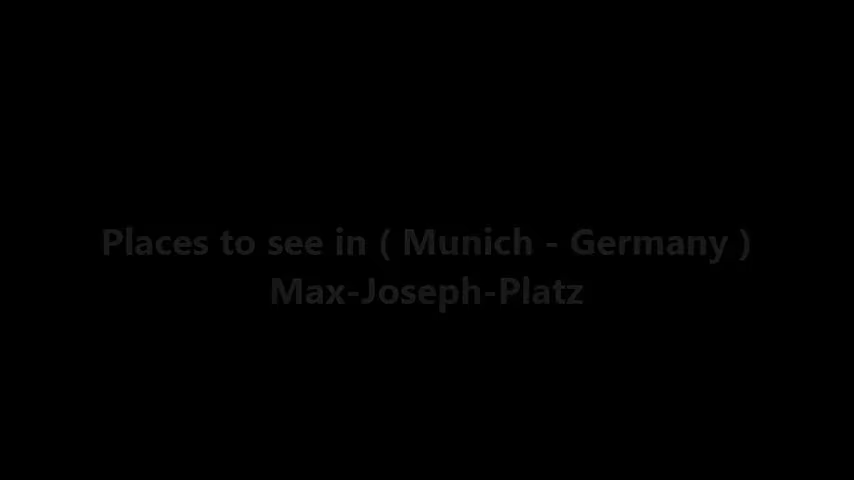 Places to see in ( Munich - Germany )
Max-Joseph-Platz